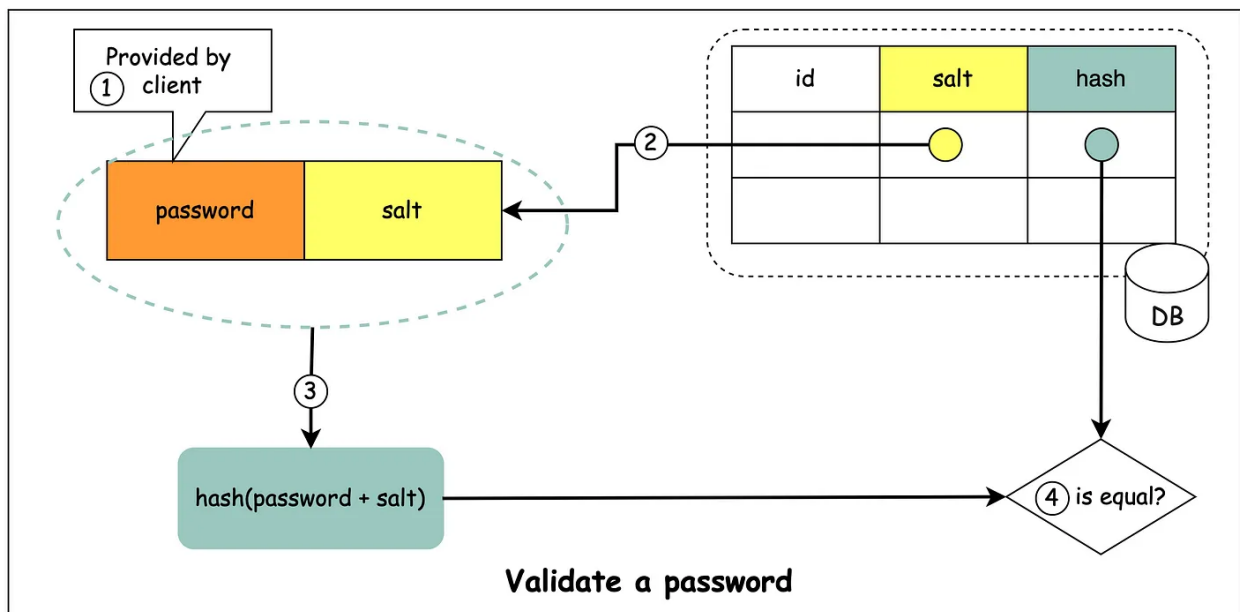 Provided by
1 client
id
salt
hash
2
password
salt
DB
3
hash(password + salt)
4 is equal?
Validate a password